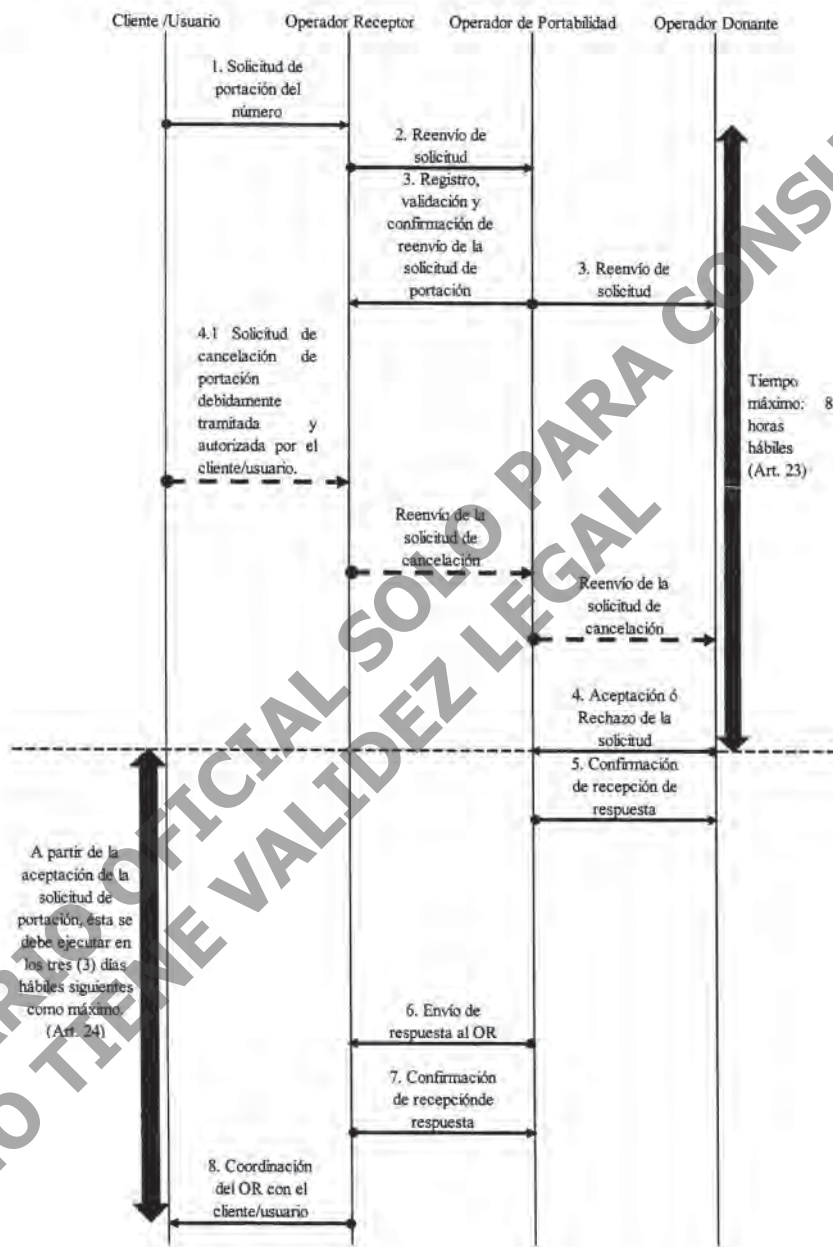 Cliente /Usuario Operador Receptor Operador de Portabilidad Operador Donante
1. Solicitud de
portación del
número
2. Reenvío de
solicitud
3. Registro,
validación y
confirmación de
reenvío de la
solicitud de
portación
3. Reenvío de
solicitud
4.1 Solicitud de
cancelación de
portación
debidamente
tramitada y
autorizada por el
cliente/usuario.
Tiempo
máximo: 8
horas
hábiles
(Art. 23)
Reenvío de la
solicitud de
cancelación
Reenvío de la
solicitud de
cancelación
4. Aceptación ó
Rechazo de la
solicitud
5. Confirmación
de recepción de
respuesta
A partir de la
aceptación de la
solicitud de
portación, ésta se
debe ejecutar en
los tres (3) días
hábiles siguientes
como máximo.
(Art. 24)
6. Envío de
respuesta al OR
7. Confirmación
de recepciónde
respuesta
8. Coordinación
del OR con el
cliente/usuario
OFICIAL SOLO PARA
TIENE VALIDEZ LEGAL